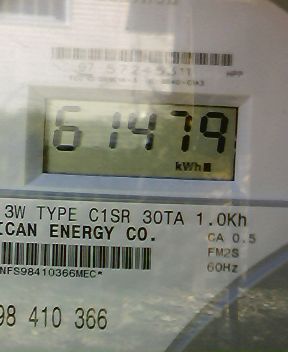 61479
kWh
3W TYPE C1SR 30TA 1.0Kh
ICAN ENERGY CO.
CA 0.5
FM2S
60Hz
NFS98410366MEC*
98 410 366